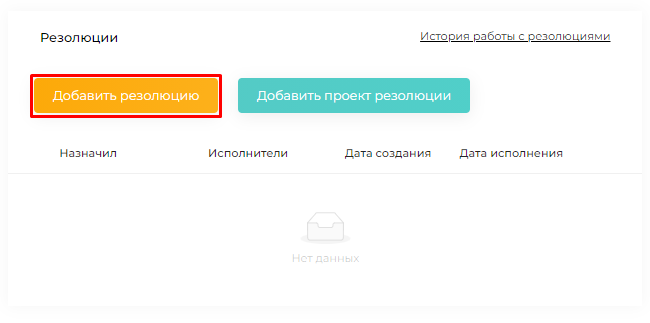 Резолюции
История работы с резолюциями
Добавить резолюцию
Добавить проект резолюции
Назначил Исполнители Дата создания Дата исполнения
Нет данных